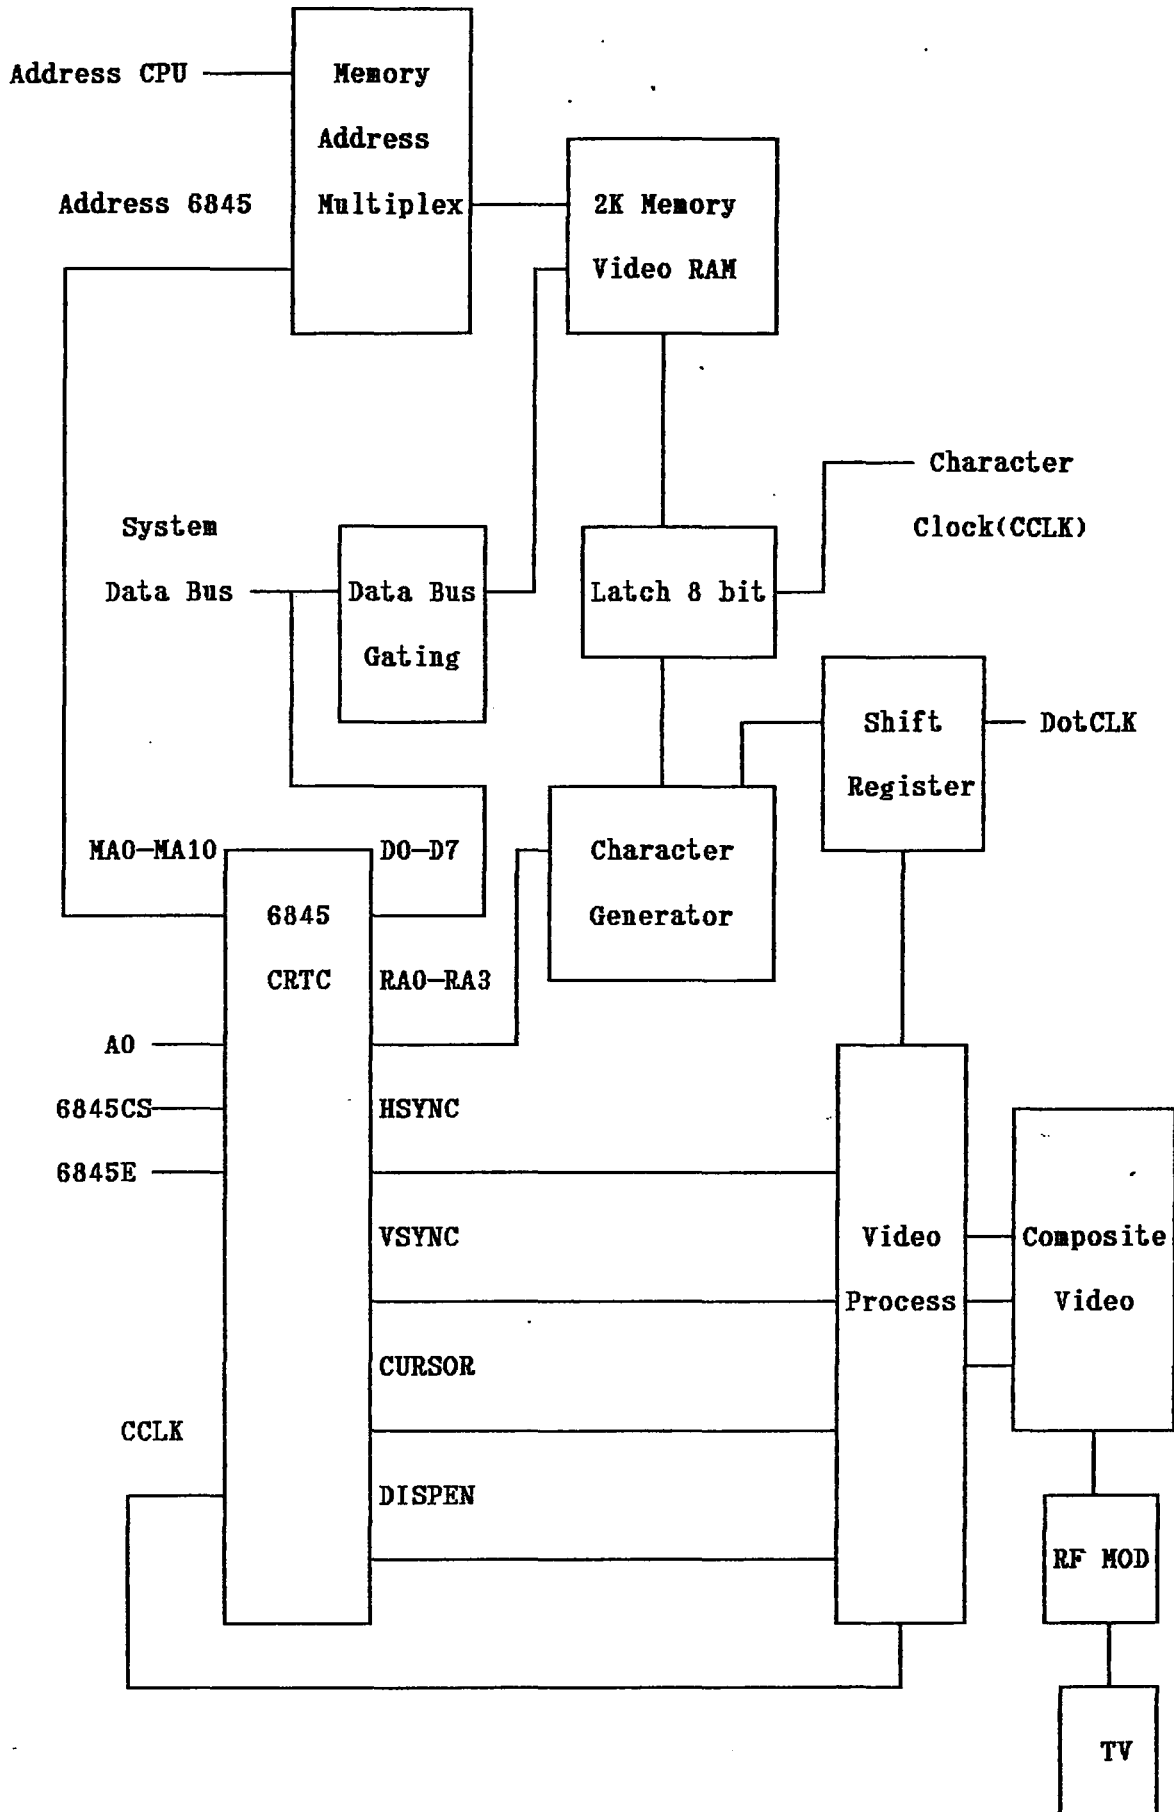 Address CPU
Memory
Address
Multiplex
Address 6845
2K Memory
Video RAM
Character
Clock(CCLK)
System
Data Bus
Data Bus
Gating
Latch 8 bit
Shift
Register
DotCLK
MA0-MA10
D0-D7
Character
Generator
6845
CRTC
RA0-RA3
A0
6845CS
HSYNC
6845E
VSYNC
Video
Process
Composite
Video
CURSOR
CCLK
DISPEN
RF MOD
TV